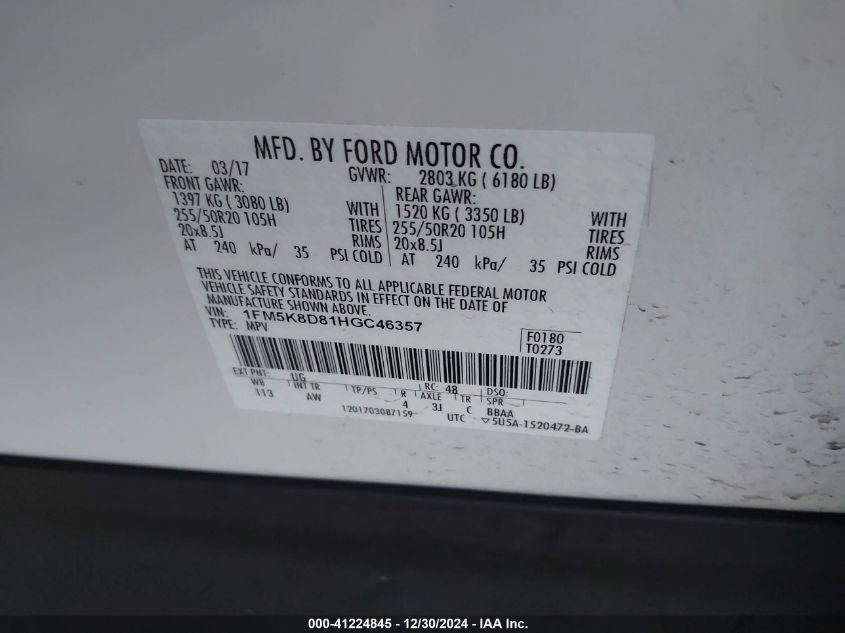 MFD. BY FORD MOTOR CO.
DATE: 03/17 GVWR: 2803 KG ( 6180 LB)
FRONT GAWR: REAR GAWR:
1397 KG ( 3080 LB) WITH 1520 KG ( 3350 LB) WITH
255/50R20 105H TIRES 255/50R20 105H TIRES
20x8.5J RIMS 20x8.5J RIMS
AT 240 kPa/ 35 PSI COLD AT 240 kPa/ 35 PSI COLD
THIS VEHICLE CONFORMS TO ALL APPLICABLE FEDERAL MOTOR
VEHICLE SAFETY STANDARDS IN EFFECT ON THE DATE OF
MANUFACTURE SHOWN ABOVE.
VIN: 1FM5K8D81HGC46357
TYPE: MPV
F0180
T0273
EXT PNT: UG RC: 48 DSO:
WB INT TR TP/PS R AXLE TR SPR
113 AW 4 3J C BBAA
1201703087159 UTC ▽5U5A-1520472-BA
000-41224845 - 12/30/2024 - IAA Inc.